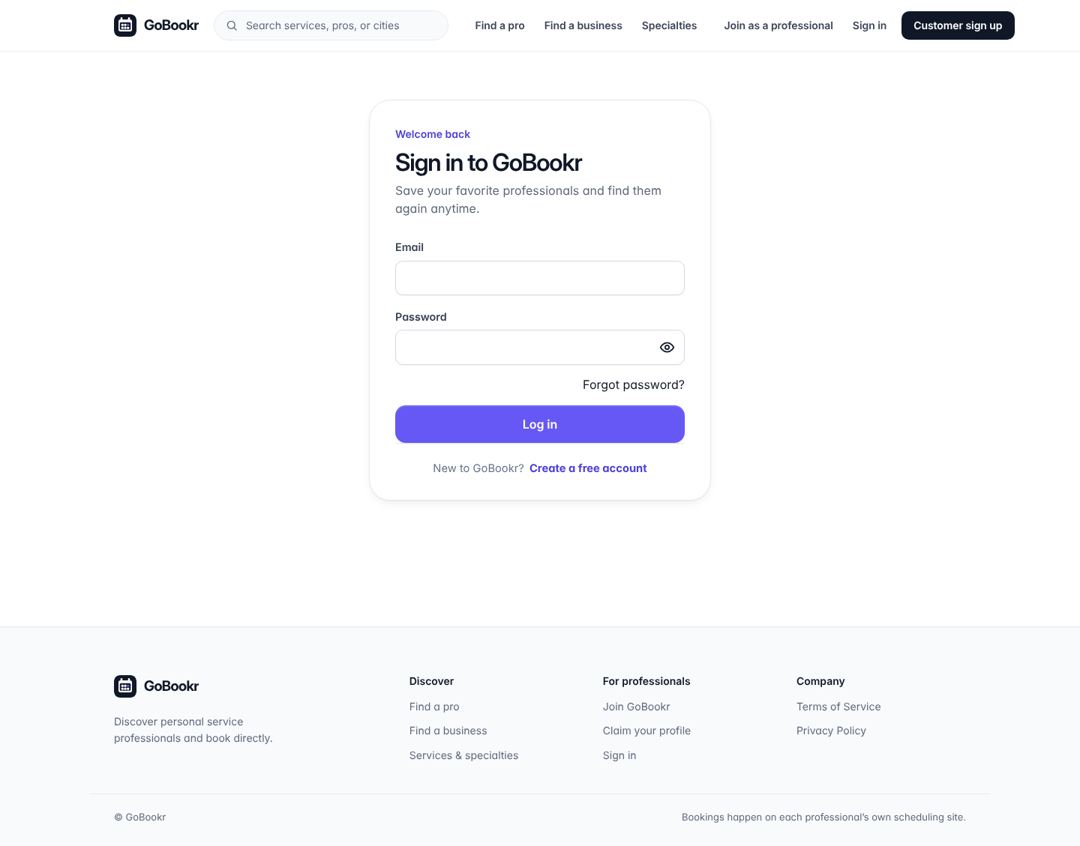 GoBookr
Search services, pros, or cities
Find a pro
Find a business
Specialties
Join as a professional
Sign in
Customer sign up
Welcome back
Sign in to GoBookr
Save your favorite professionals and find them
again anytime.
Email
Password
Forgot password?
Log in
New to GoBookr? Create a free account
GoBookr
Discover personal service
professionals and book directly.
Discover
Find a pro
Find a business
Services & specialties
For professionals
Join GoBookr
Claim your profile
Sign in
Company
Terms of Service
Privacy Policy
© GoBookr
Bookings happen on each professional’s own scheduling site.